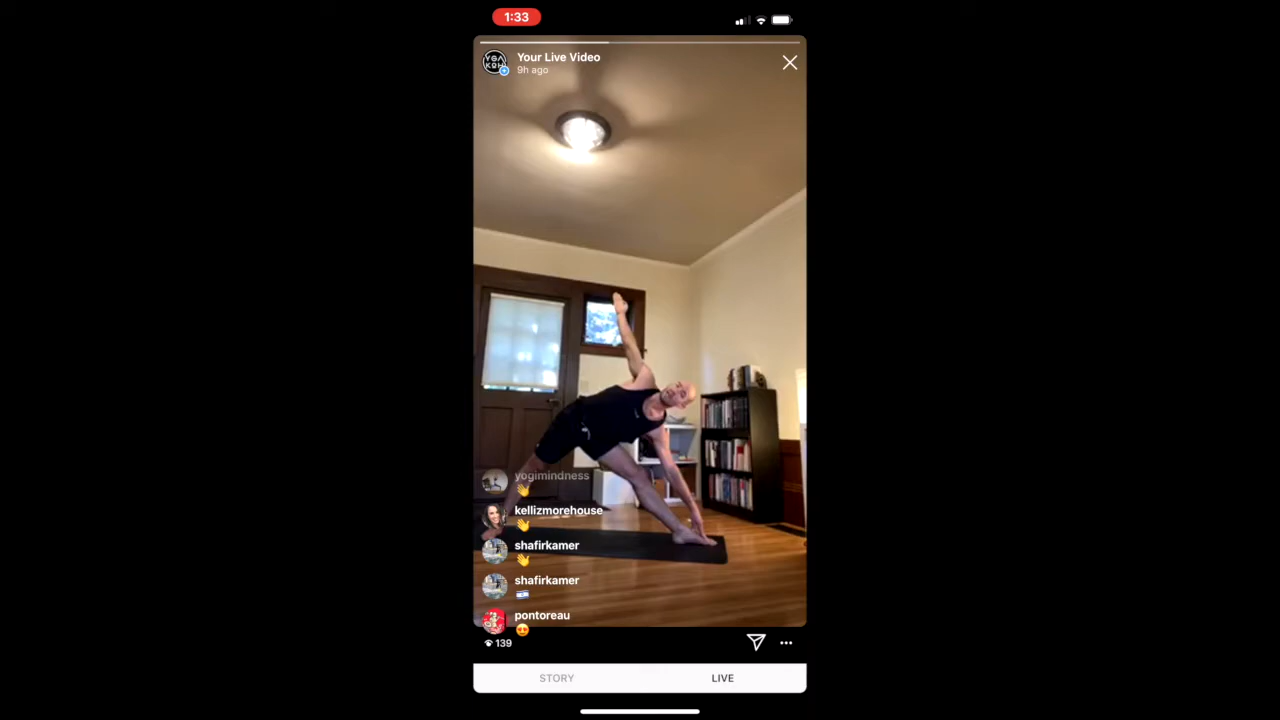 1:33
Your Live Video
9h ago
yogimindness
kellizmorehouse
shafirkamer
shafirkamer
pontoreau
139
STORY
LIVE